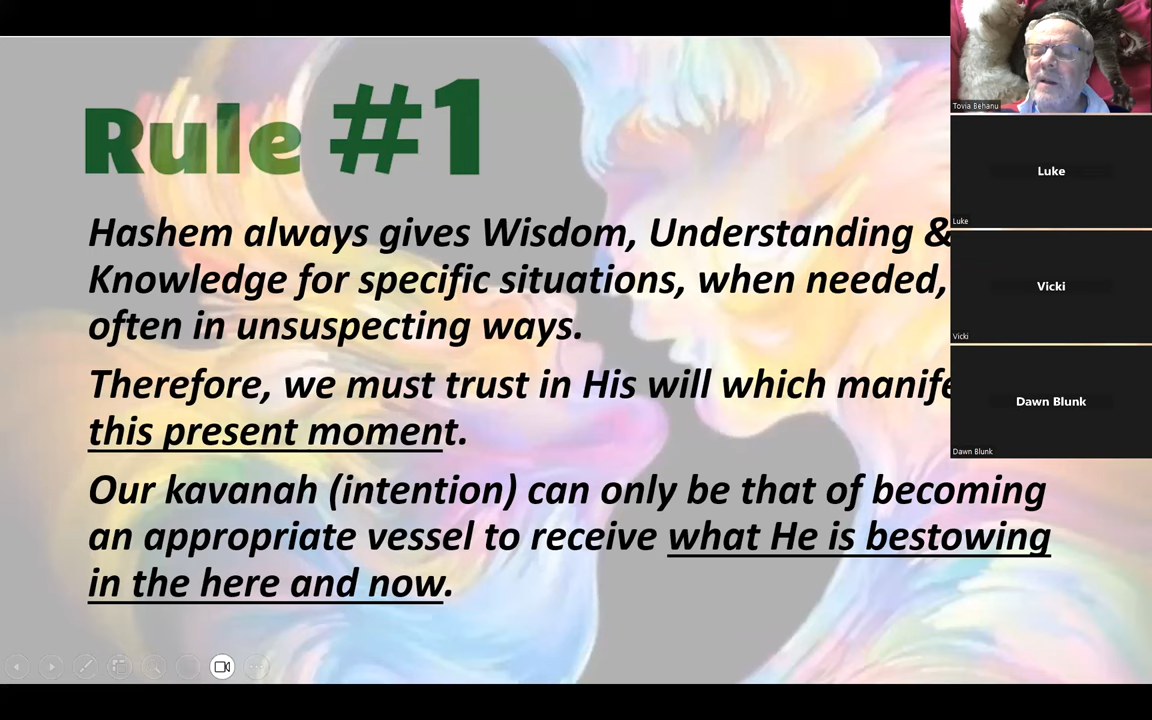 Rule #1
Hashem always gives Wisdom, Understanding &
Knowledge for specific situations, when needed,
often in unsuspecting ways.
Therefore, we must trust in His will which
this present moment.
Our kavanah (intention) can only be that of becoming
an appropriate vessel to receive what He is bestowing
in the here and now.
Tovia Behanu
Luke
Luke
Vicki
Vicki
Dawn Blunk
Dawn Blunk